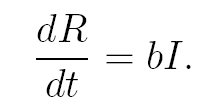 dR/dt = bI.